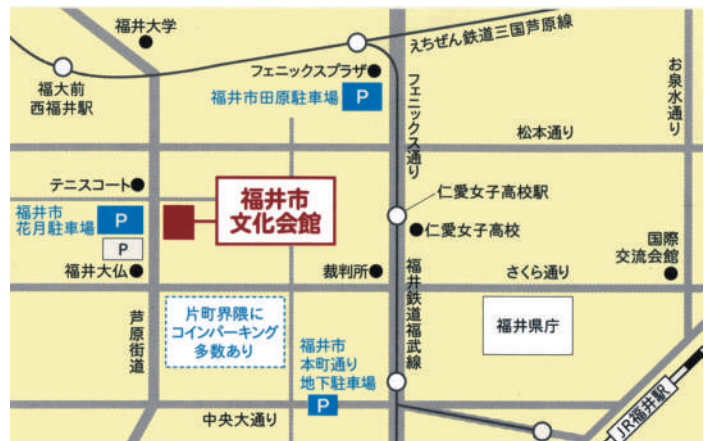 福井大学
えちぜん鉄道三国芦原線
福大前
西福井駅
フェニックスプラザ
福井市田原駐車場
P
フェニックス通り
お泉水通り
松本通り
テニスコート
福井市
花月駐車場
P
P
福井市
文化会館
仁愛女子高校駅
仁愛女子高校
国際
交流会館
福井大仏
裁判所
さくら通り
芦原街道
片町界隈に
コインパーキング
多数あり
福井鉄道福武線
福井県庁
福井市
本町通り
地下駐車場
P
中央大通り
JR福井駅